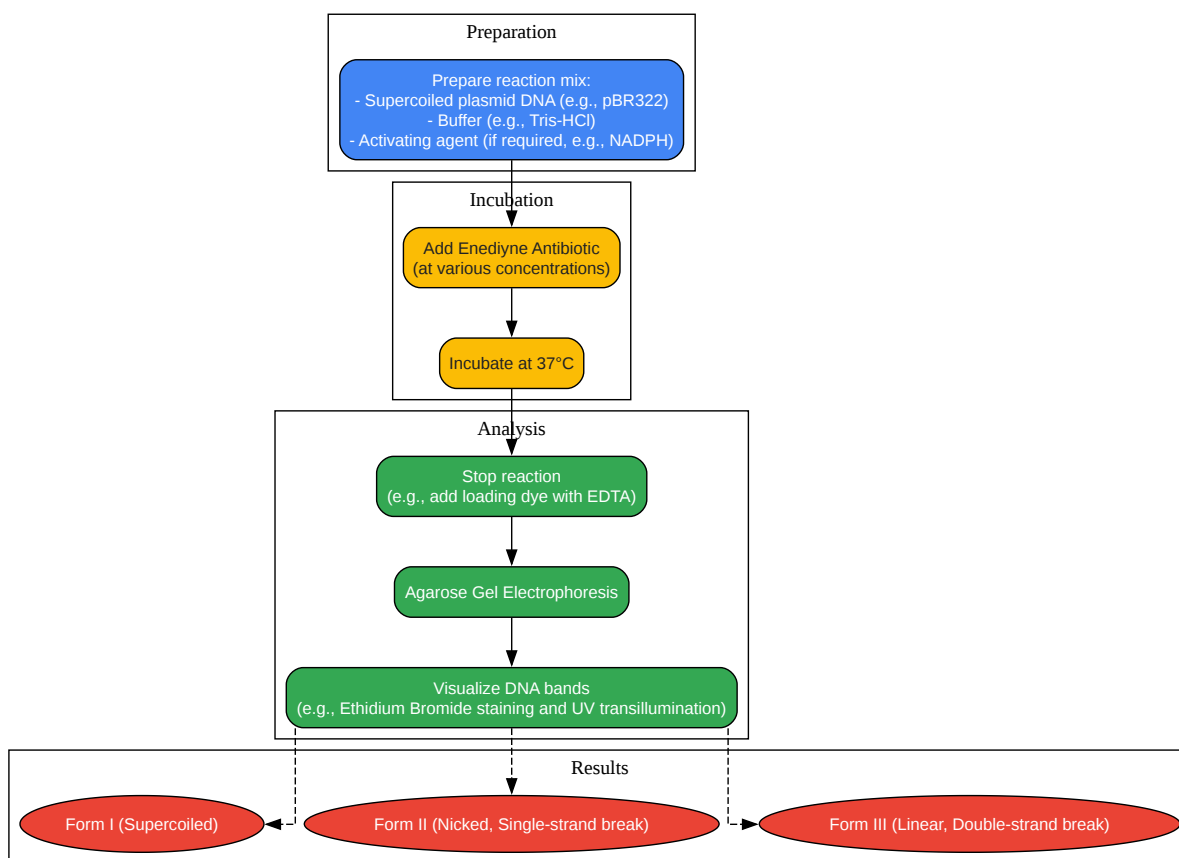 Preparation
Prepare reaction mix:
- Supercoiled plasmid DNA (e.g., pBR322)
- Buffer (e.g., Tris-HCl)
- Activating agent (if required, e.g., NADPH)
Incubation
Add Enediyne Antibiotic
(at various concentrations)
Incubate at 37°C
Analysis
Stop reaction
(e.g., add loading dye with EDTA)
Agarose Gel Electrophoresis
Visualize DNA bands
(e.g., Ethidium Bromide staining and UV transillumination)
Results
Form I (Supercoiled)
Form II (Nicked, Single-strand break)
Form III (Linear, Double-strand break)